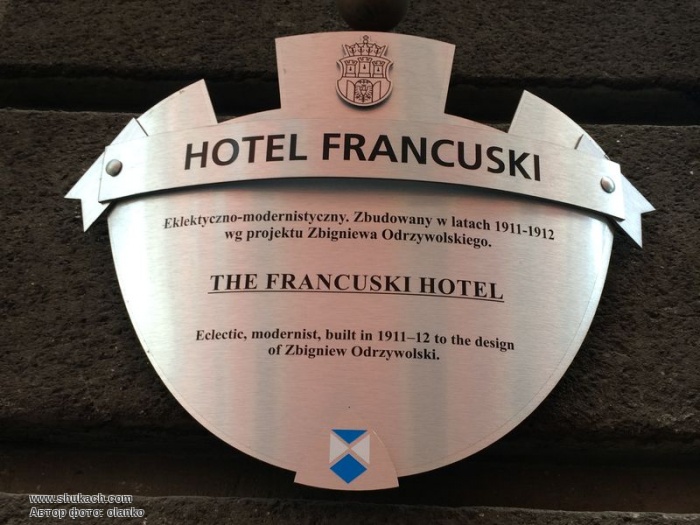 HOTEL FRANCUSKI
Eklektyczno-modernistyczny. Zbudowany w latach 1911-1912
wg projektu Zbigniewa Odrzywolskiego.
THE FRANCUSKI HOTEL
Eclectic, modernist, built in 1911–12 to the design
of Zbigniew Odrzywolski.
www.shukach.com
Автор фото: olanko